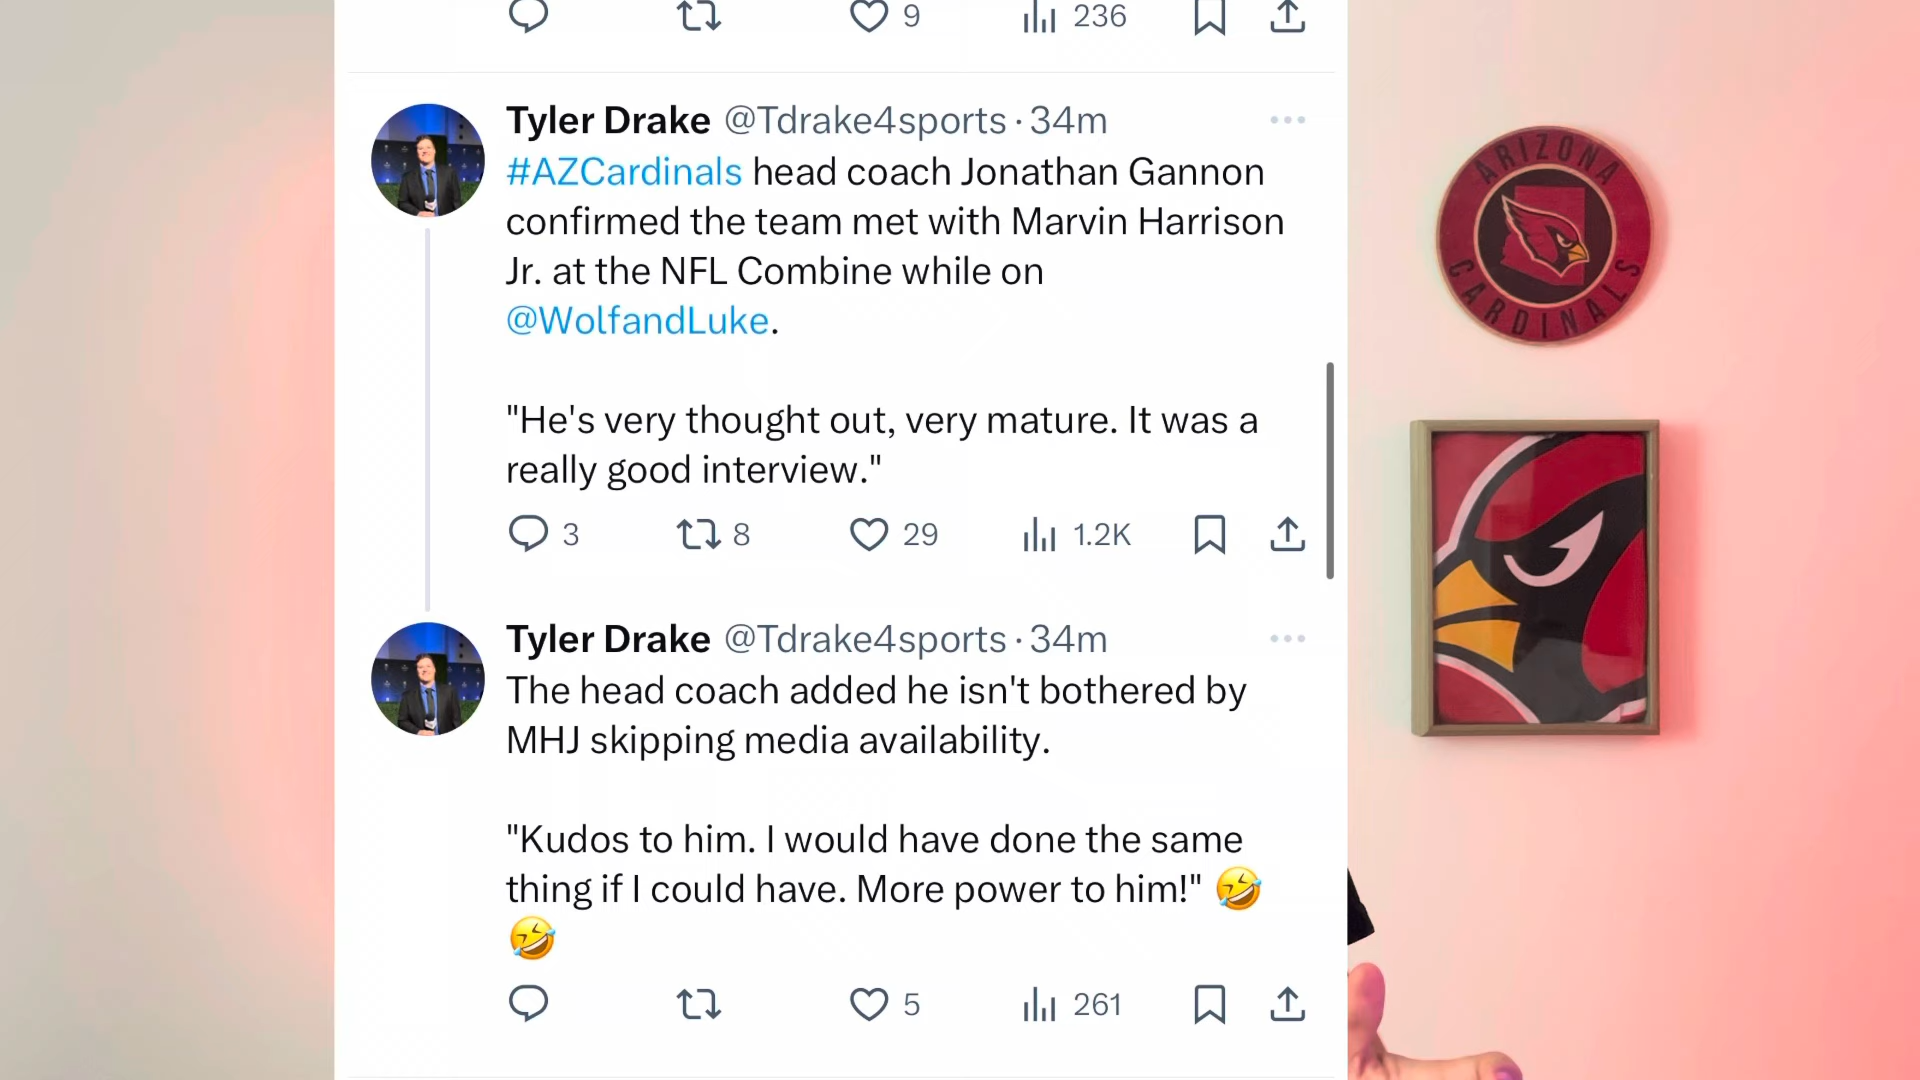 9 236
Tyler Drake @Tdrake4sports · 34m
#AZCardinals head coach Jonathan Gannon
confirmed the team met with Marvin Harrison
Jr. at the NFL Combine while on
@WolfandLuke.
"He's very thought out, very mature. It was a
really good interview."
3 8 29 1.2K
Tyler Drake @Tdrake4sports · 34m
The head coach added he isn't bothered by
MHJ skipping media availability.
"Kudos to him. I would have done the same
thing if I could have. More power to him!" 🤣
🤣
5 261
ARIZONA
CARDINALS